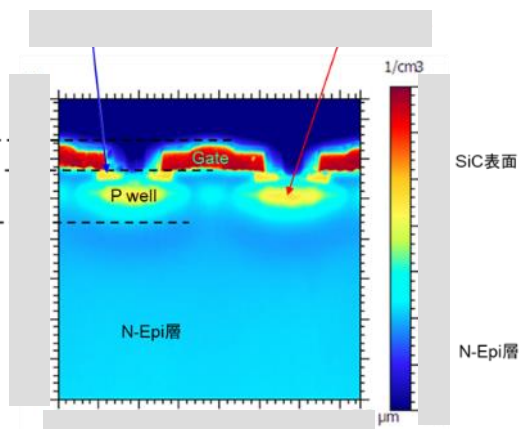 1/cm3
SiC表面
Gate
P well
N-Epi層
N-Epi層
μm